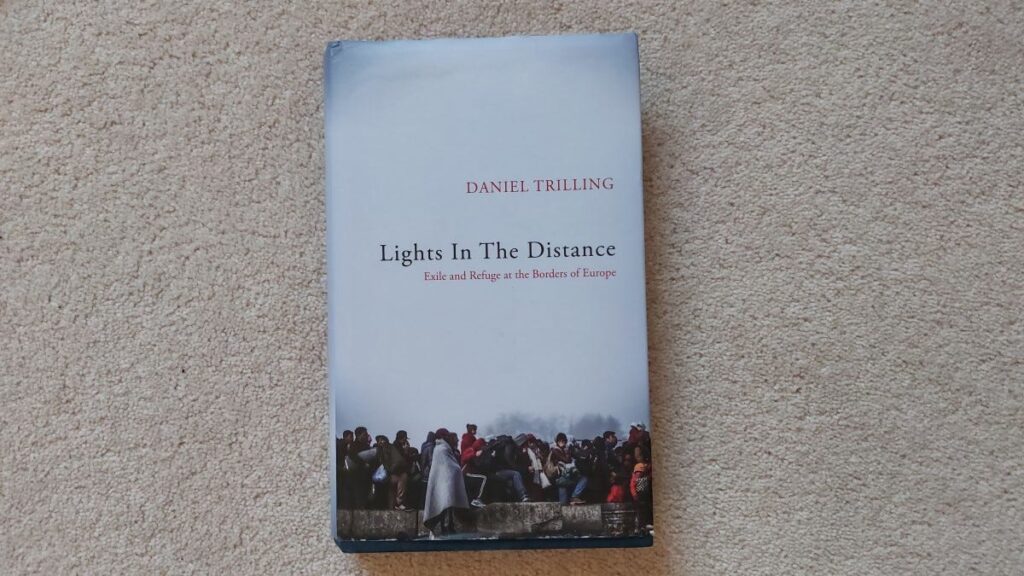 DANIEL TRILLING
Lights In The Distance
Exile and Refuge at the Borders of Europe